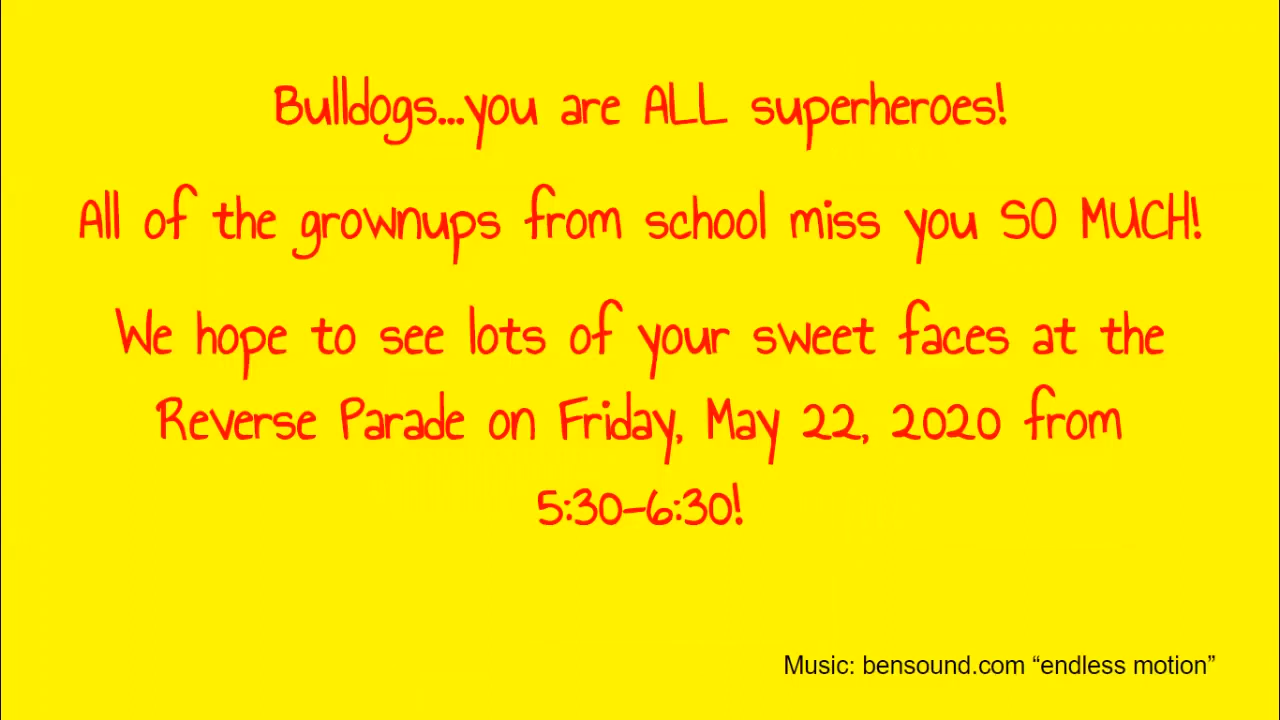 Bulldogs...you are ALL superheroes!
All of the grownups from school miss you SO MUCH!
We hope to see lots of your sweet faces at the
Reverse Parade on Friday, May 22, 2020 from
5:30-6:30!
Music: bensound.com “endless motion”